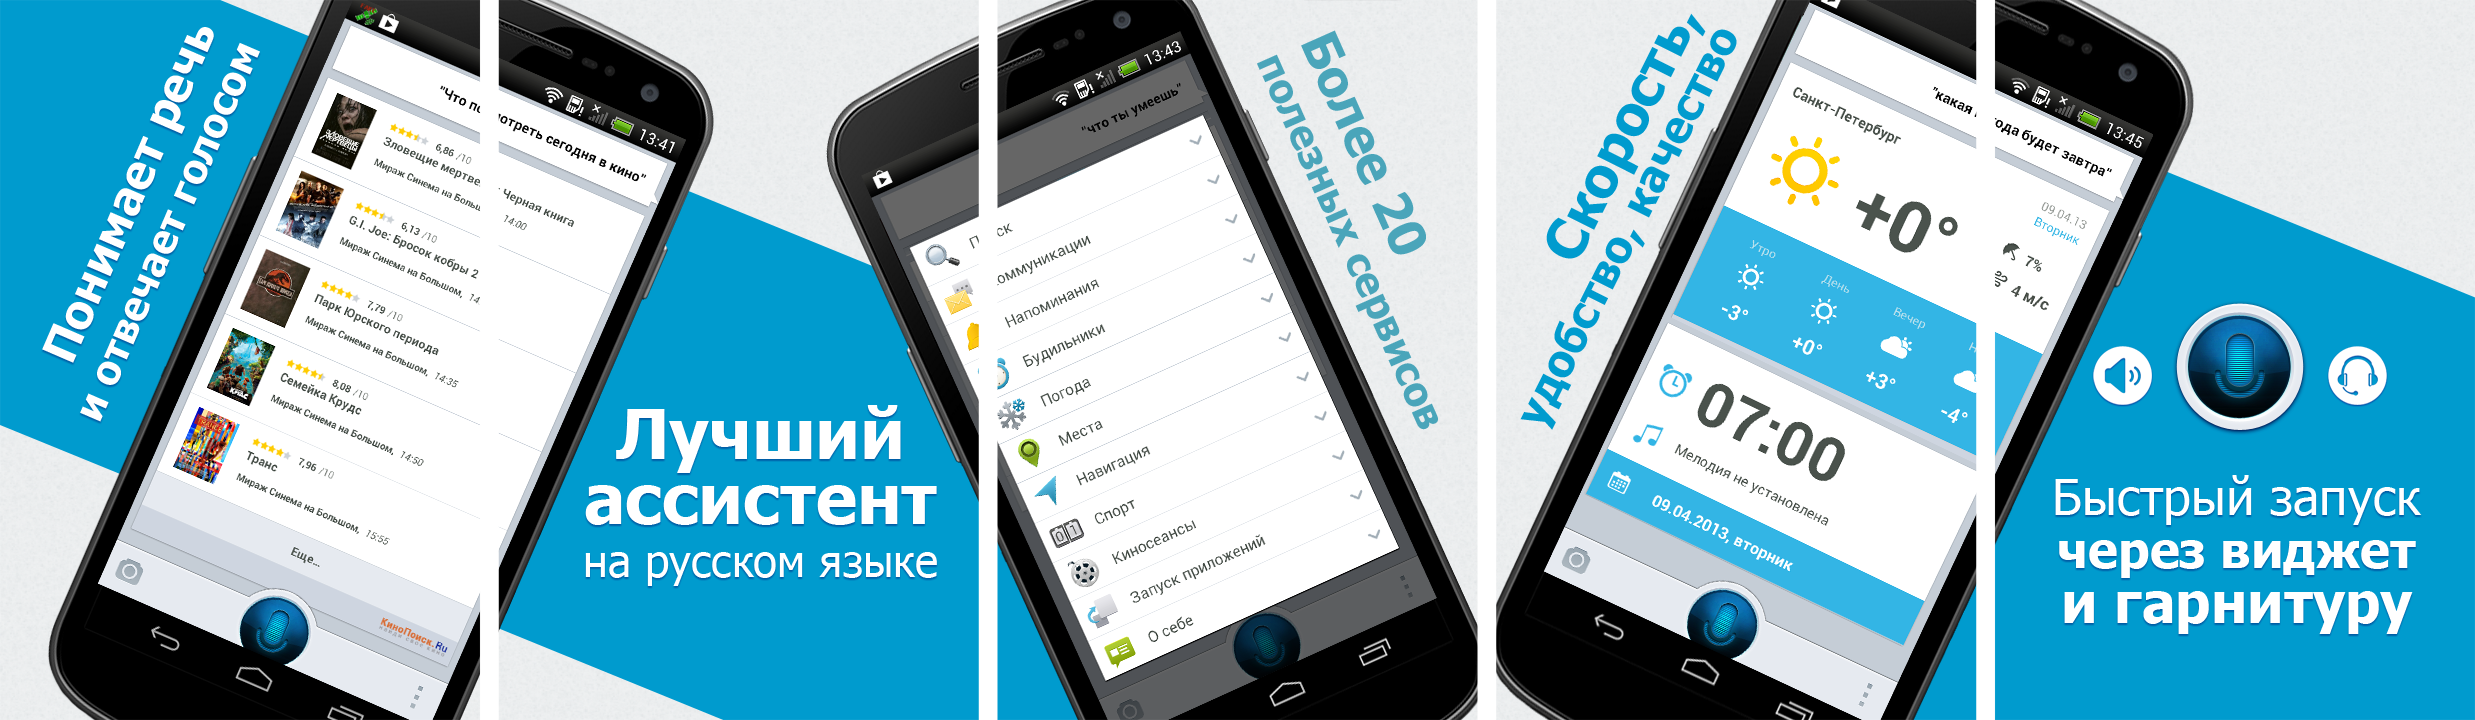 Понимает речь
и отвечает голосом
13:41
"Что по
отреть сегодня в кино"
6,86 /10
Зловещие мертве
Черная книга
Мираж Синема на Больш
14:00
6,13 /10
G.I. Joe: Бросок кобры 2
Мираж Синема на Большом, 14
7,79 /10
Парк Юрского периода
Мираж Синема на Большом, 14:35
8,08 /10
Семейка Крудс
Мираж Синема на Большом, 14:50
7,96 /10
Транс
Мираж Синема на Большом, 15:55
Еще...
КиноПоиск.Ru
Лучший
ассистент
на русском языке
13:43
"что ты умеешь"
Коммуникации
Напоминания
Будильники
Погода
Места
Навигация
Спорт
Киносеансы
Запуск приложений
О себе
Более 20
полезных сервисов
Скорость,
удобство, качество
13:45
"какая
ода будет завтра"
Санкт-Петербург
+0°
09.04.13
Вторник
7%
4 м/с
Утро
-3°
День
+0°
Вечер
+3°
Н
-4°
07:00
Мелодия не установлена
09.04.2013, вторник
Быстрый запуск
через виджет
и гарнитуру